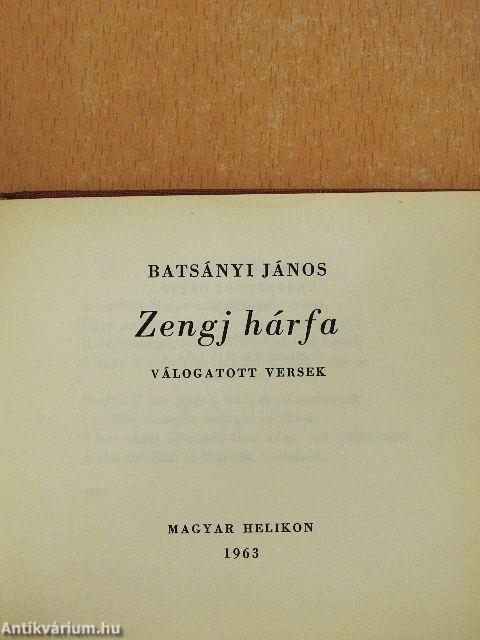 BATSÁNYI JÁNOS
Zengj hárfa
VÁLOGATOTT VERSEK
MAGYAR HELIKON
1963
Antikvárium.hu